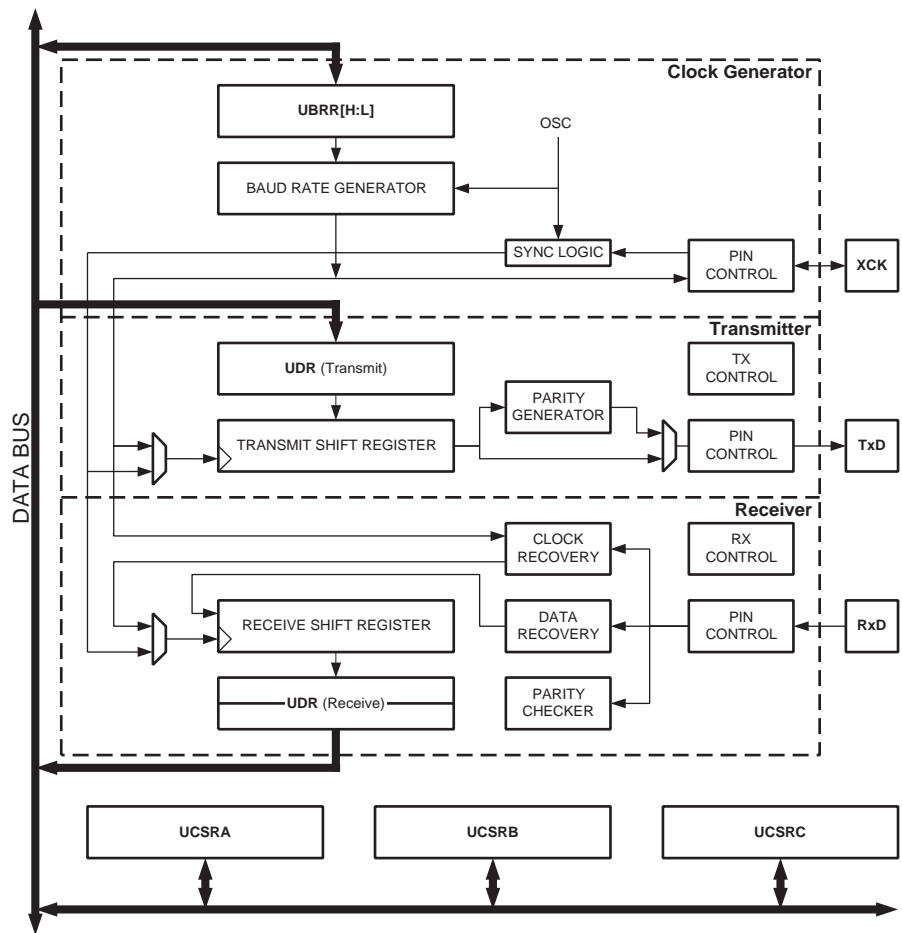 Clock Generator
UBRR[H:L]
OSC
BAUD RATE GENERATOR
SYNC LOGIC
PIN
CONTROL
XCK
Transmitter
UDR (Transmit)
TX
CONTROL
PARITY
GENERATOR
TRANSMIT SHIFT REGISTER
PIN
CONTROL
TxD
DATA BUS
Receiver
CLOCK
RECOVERY
RX
CONTROL
RECEIVE SHIFT REGISTER
DATA
RECOVERY
PIN
CONTROL
RxD
UDR (Receive)
PARITY
CHECKER
UCSRA
UCSRB
UCSRC